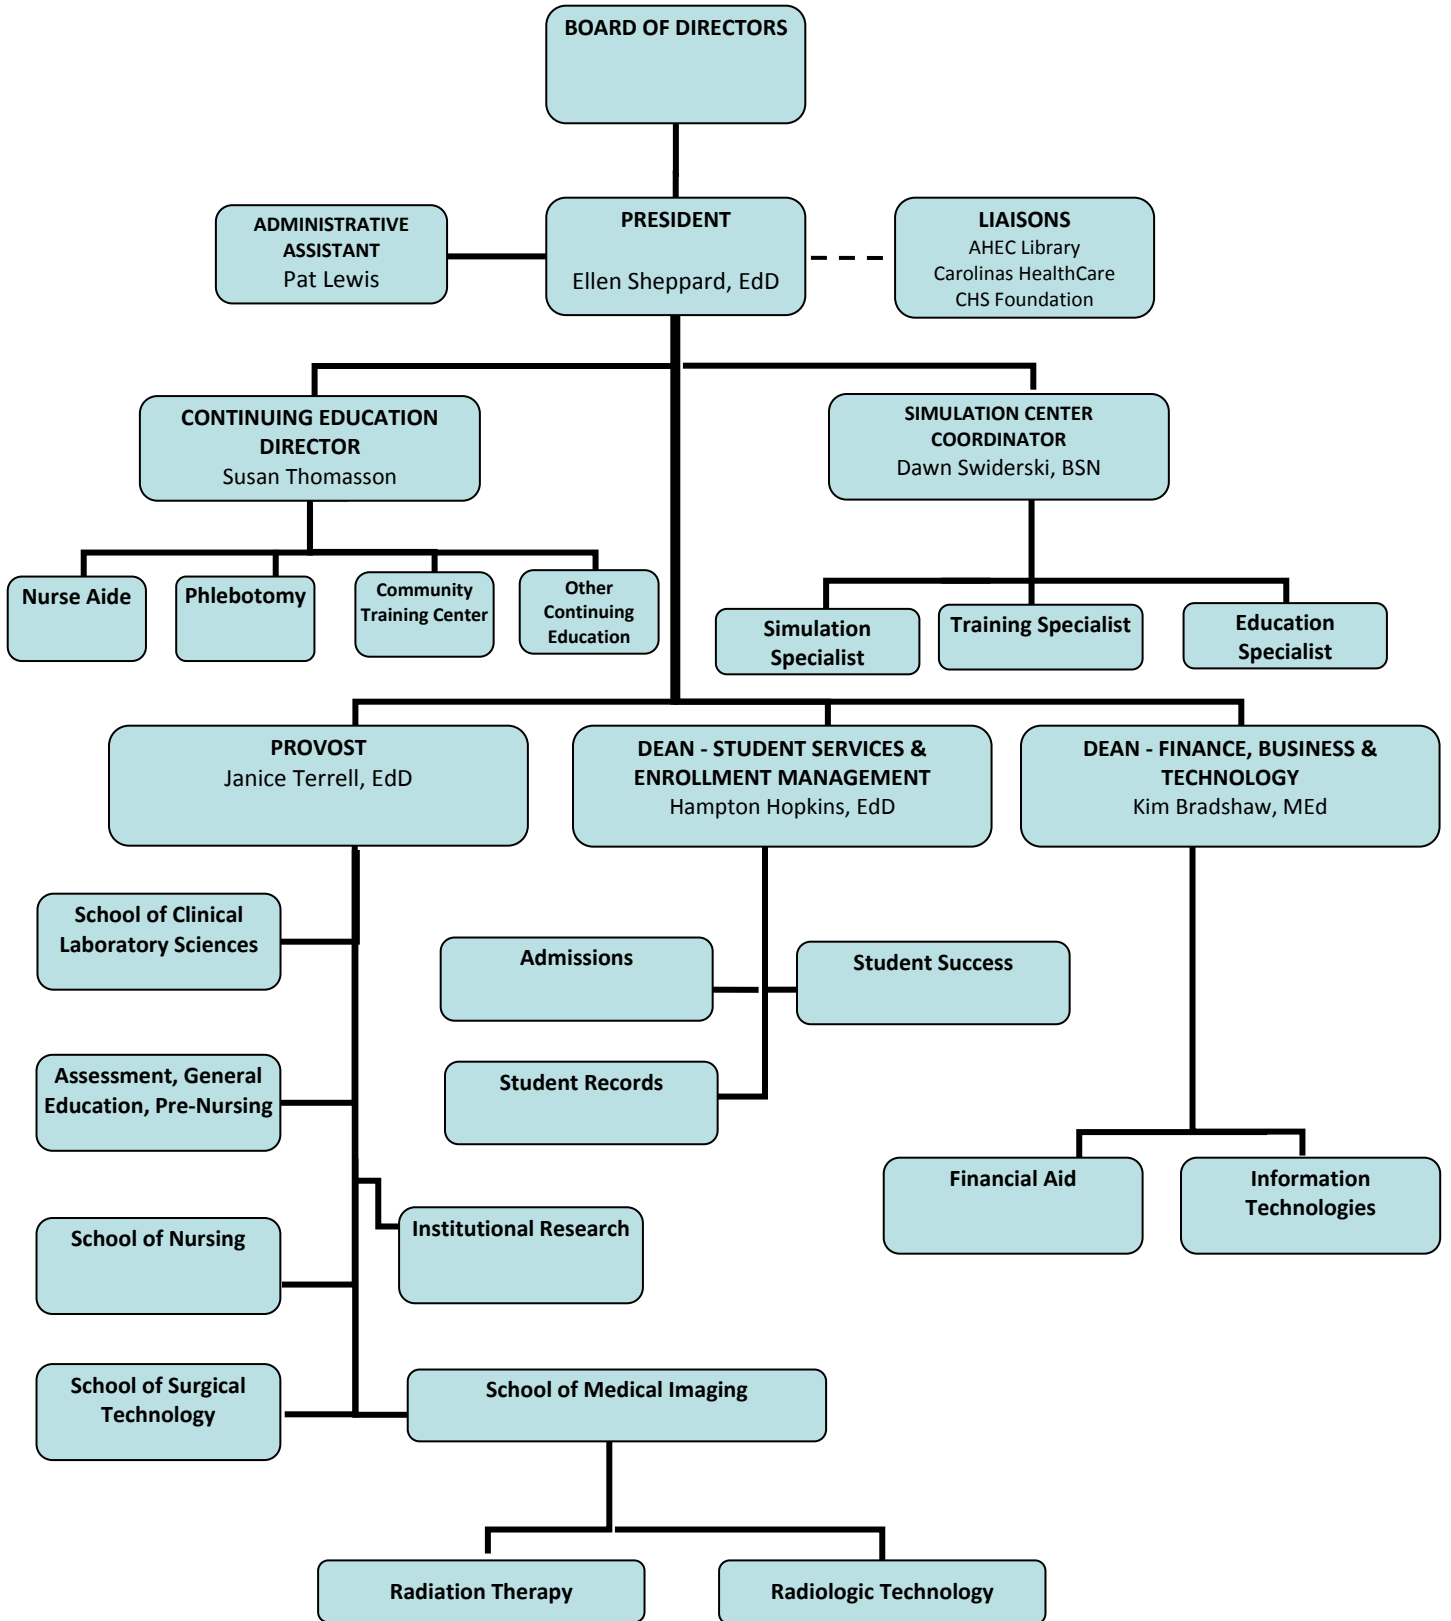 BOARD OF DIRECTORS
ADMINISTRATIVE
ASSISTANT
Pat Lewis
PRESIDENT
Ellen Sheppard, EdD
LIAISONS
AHEC Library
Carolinas HealthCare
CHS Foundation
CONTINUING EDUCATION
DIRECTOR
Susan Thomasson
SIMULATION CENTER
COORDINATOR
Dawn Swiderski, BSN
Nurse Aide
Phlebotomy
Community
Training Center
Other
Continuing
Education
Simulation
Specialist
Training Specialist
Education
Specialist
PROVOST
Janice Terrell, EdD
DEAN - STUDENT SERVICES &
ENROLLMENT MANAGEMENT
Hampton Hopkins, EdD
DEAN - FINANCE, BUSINESS &
TECHNOLOGY
Kim Bradshaw, MEd
School of Clinical
Laboratory Sciences
Admissions
Student Success
Assessment, General
Education, Pre-Nursing
Student Records
Financial Aid
Information
Technologies
School of Nursing
Institutional Research
School of Surgical
Technology
School of Medical Imaging
Radiation Therapy
Radiologic Technology